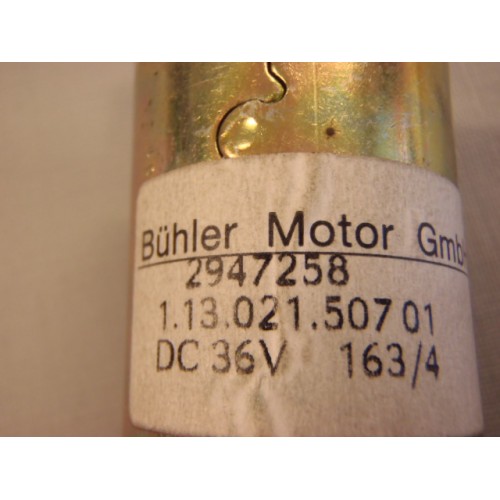 Bühler Motor Gmb
2947258
1.13.021.507 01
DC 36V 163/4